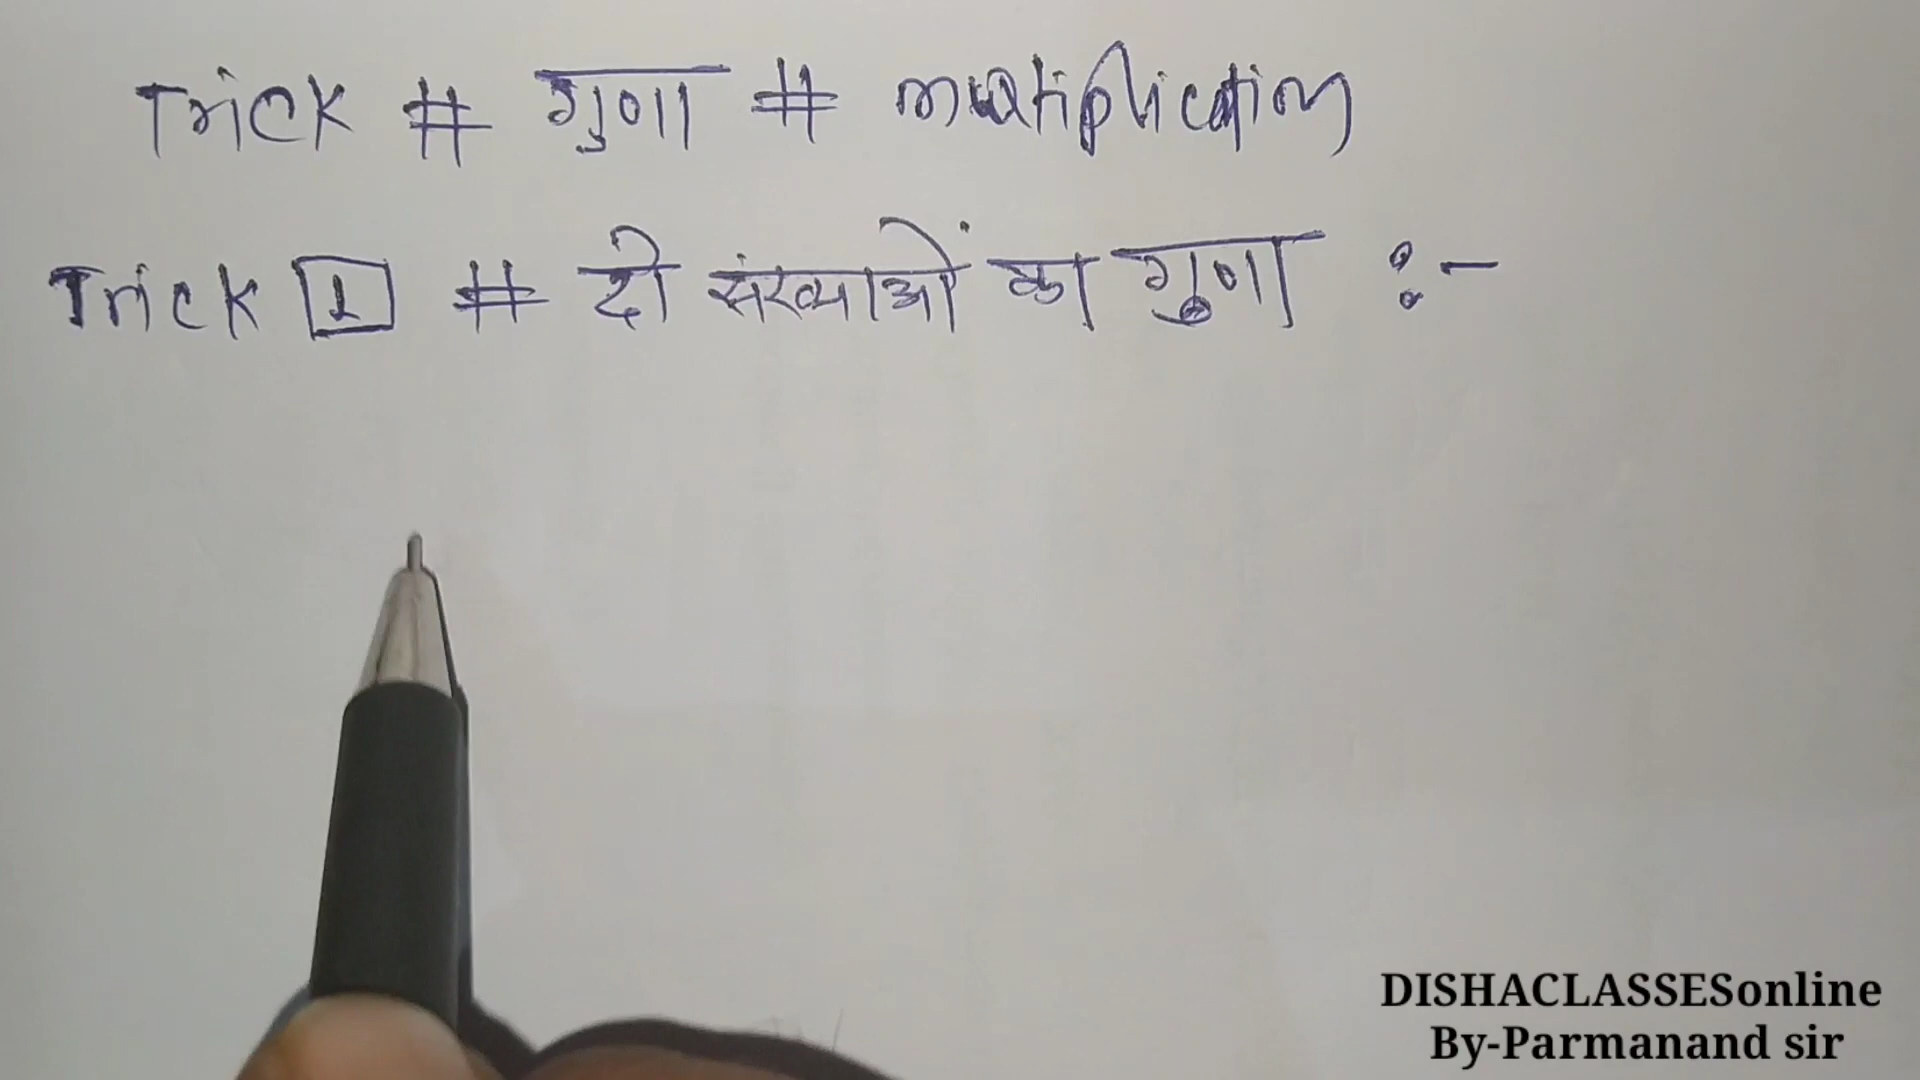 Trick # गुणा # multiplication
Trick 1 # दो संख्याओं का गुणा :-
DISHACLASSESonline
By-Parmanand sir